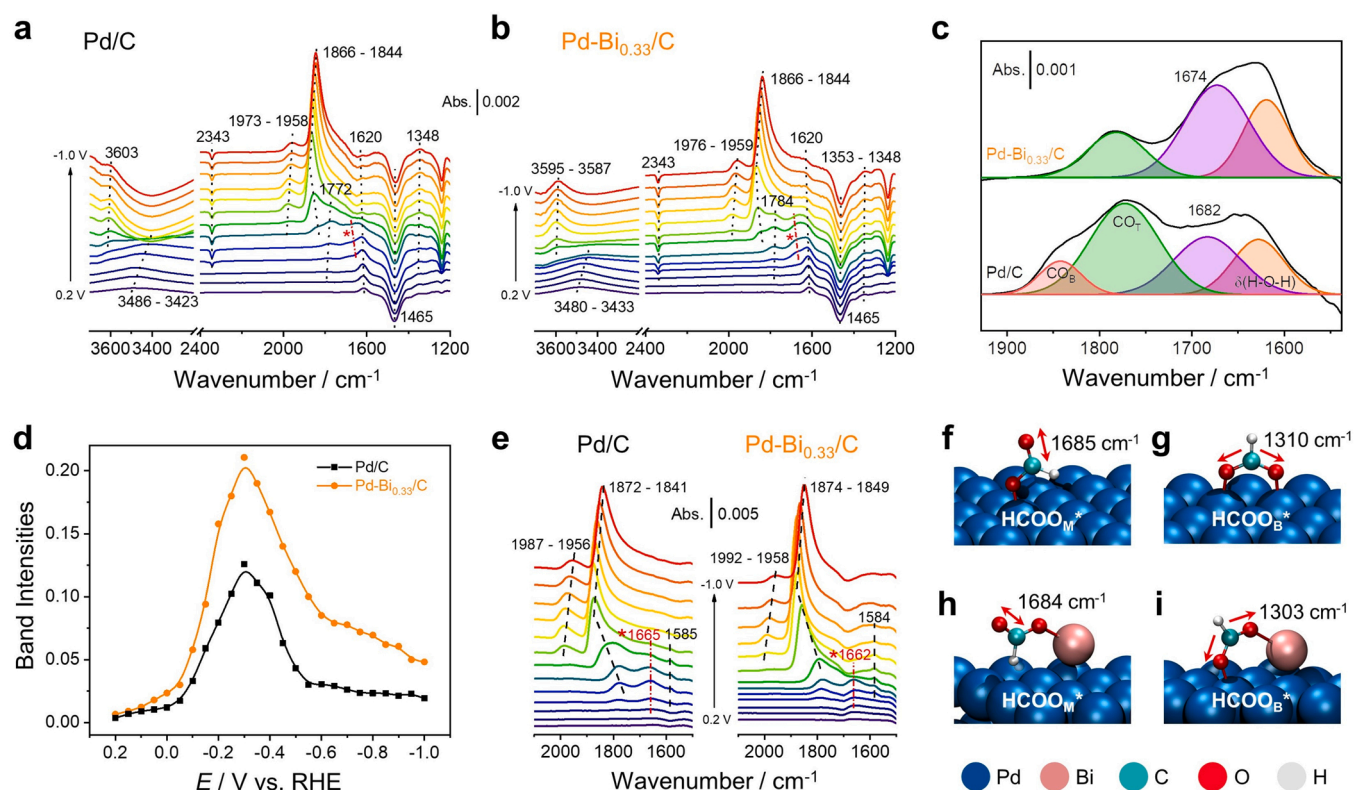 a
Pd/C
1866 - 1844
Abs. 0.002
1973 - 1958
2343
1620
1348
3603
-1.0 V
1772
*
0.2 V
3486 - 3423
1465
3600 3400 2400 2000 1800 1600 1400 1200
Wavenumber / cm-1
b
Pd-Bi0.33/C
1866 - 1844
1976 - 1959
1620
2343
1353 - 1348
3595 - 3587
-1.0 V
1784
*
0.2 V
3480 - 3433
1465
3600 3400 2400 2000 1800 1600 1400 1200
Wavenumber / cm-1
c
Abs. 0.001
1674
Pd-Bi0.33/C
COT
1682
Pd/C
COB
δ(H-O-H)
1900 1800 1700 1600
Wavenumber / cm-1
d
Pd/C
Pd-Bi0.33/C
0.20
0.15
0.10
0.05
0.00
Band Intensities
0.2 0.0 -0.2 -0.4 -0.6 -0.8 -1.0
E / V vs. RHE
e
Pd/C
Pd-Bi0.33/C
1872 - 1841
1874 - 1849
Abs. 0.005
1987 - 1956
1992 - 1958
-1.0 V
*1665
1585
1584
*1662
0.2 V
2000 1800 1600
2000 1800 1600
Wavenumber / cm-1
f
1685 cm-1
HCOOM*
g
1310 cm-1
HCOOB*
h
1684 cm-1
HCOOM*
i
1303 cm-1
HCOOB*
Pd Bi C O H